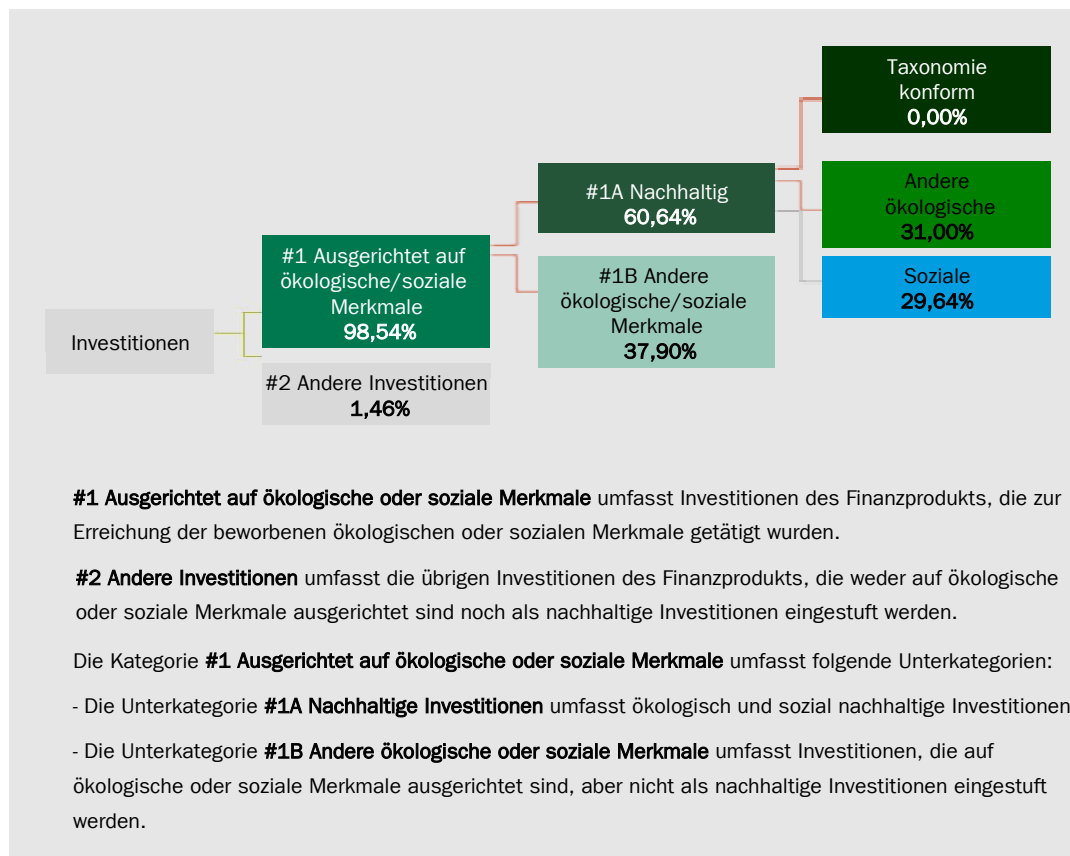 Taxonomie
konform
0,00%
#1A Nachhaltig
60,64%
Andere
ökologische
31,00%
#1 Ausgerichtet auf
ökologische/soziale
Merkmale
98,54%
#1B Andere
ökologische/soziale
Merkmale
37,90%
Soziale
29,64%
Investitionen
#2 Andere Investitionen
1,46%
#1 Ausgerichtet auf ökologische oder soziale Merkmale umfasst Investitionen des Finanzprodukts, die zur
Erreichung der beworbenen ökologischen oder sozialen Merkmale getätigt wurden.
#2 Andere Investitionen umfasst die übrigen Investitionen des Finanzprodukts, die weder auf ökologische
oder soziale Merkmale ausgerichtet sind noch als nachhaltige Investitionen eingestuft werden.
Die Kategorie #1 Ausgerichtet auf ökologische oder soziale Merkmale umfasst folgende Unterkategorien:
- Die Unterkategorie #1A Nachhaltige Investitionen umfasst ökologisch und sozial nachhaltige Investitionen
- Die Unterkategorie #1B Andere ökologische oder soziale Merkmale umfasst Investitionen, die auf
ökologische oder soziale Merkmale ausgerichtet sind, aber nicht als nachhaltige Investitionen eingestuft
werden.